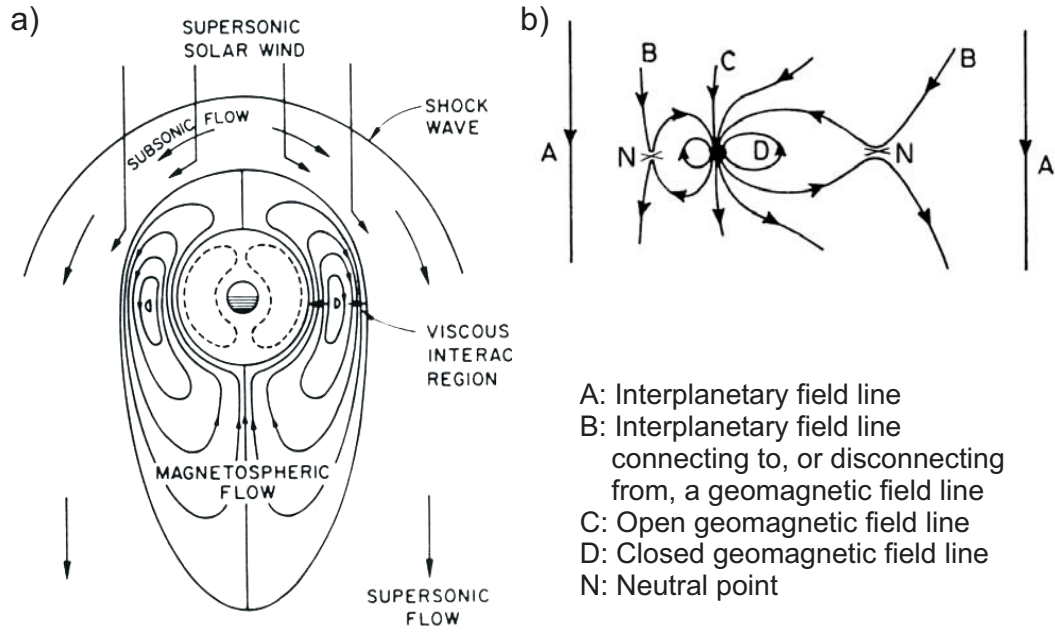 a)
SUPERSONIC
SOLAR WIND
SHOCK
WAVE
SUBSONIC FLOW
VISCOUS
INTERAC
REGION
MAGNETOSPHERIC
FLOW
SUPERSONIC
FLOW
b)
B
C
B
A
N
D
N
A
A: Interplanetary field line
B: Interplanetary field line
connecting to, or disconnecting
from, a geomagnetic field line
C: Open geomagnetic field line
D: Closed geomagnetic field line
N: Neutral point